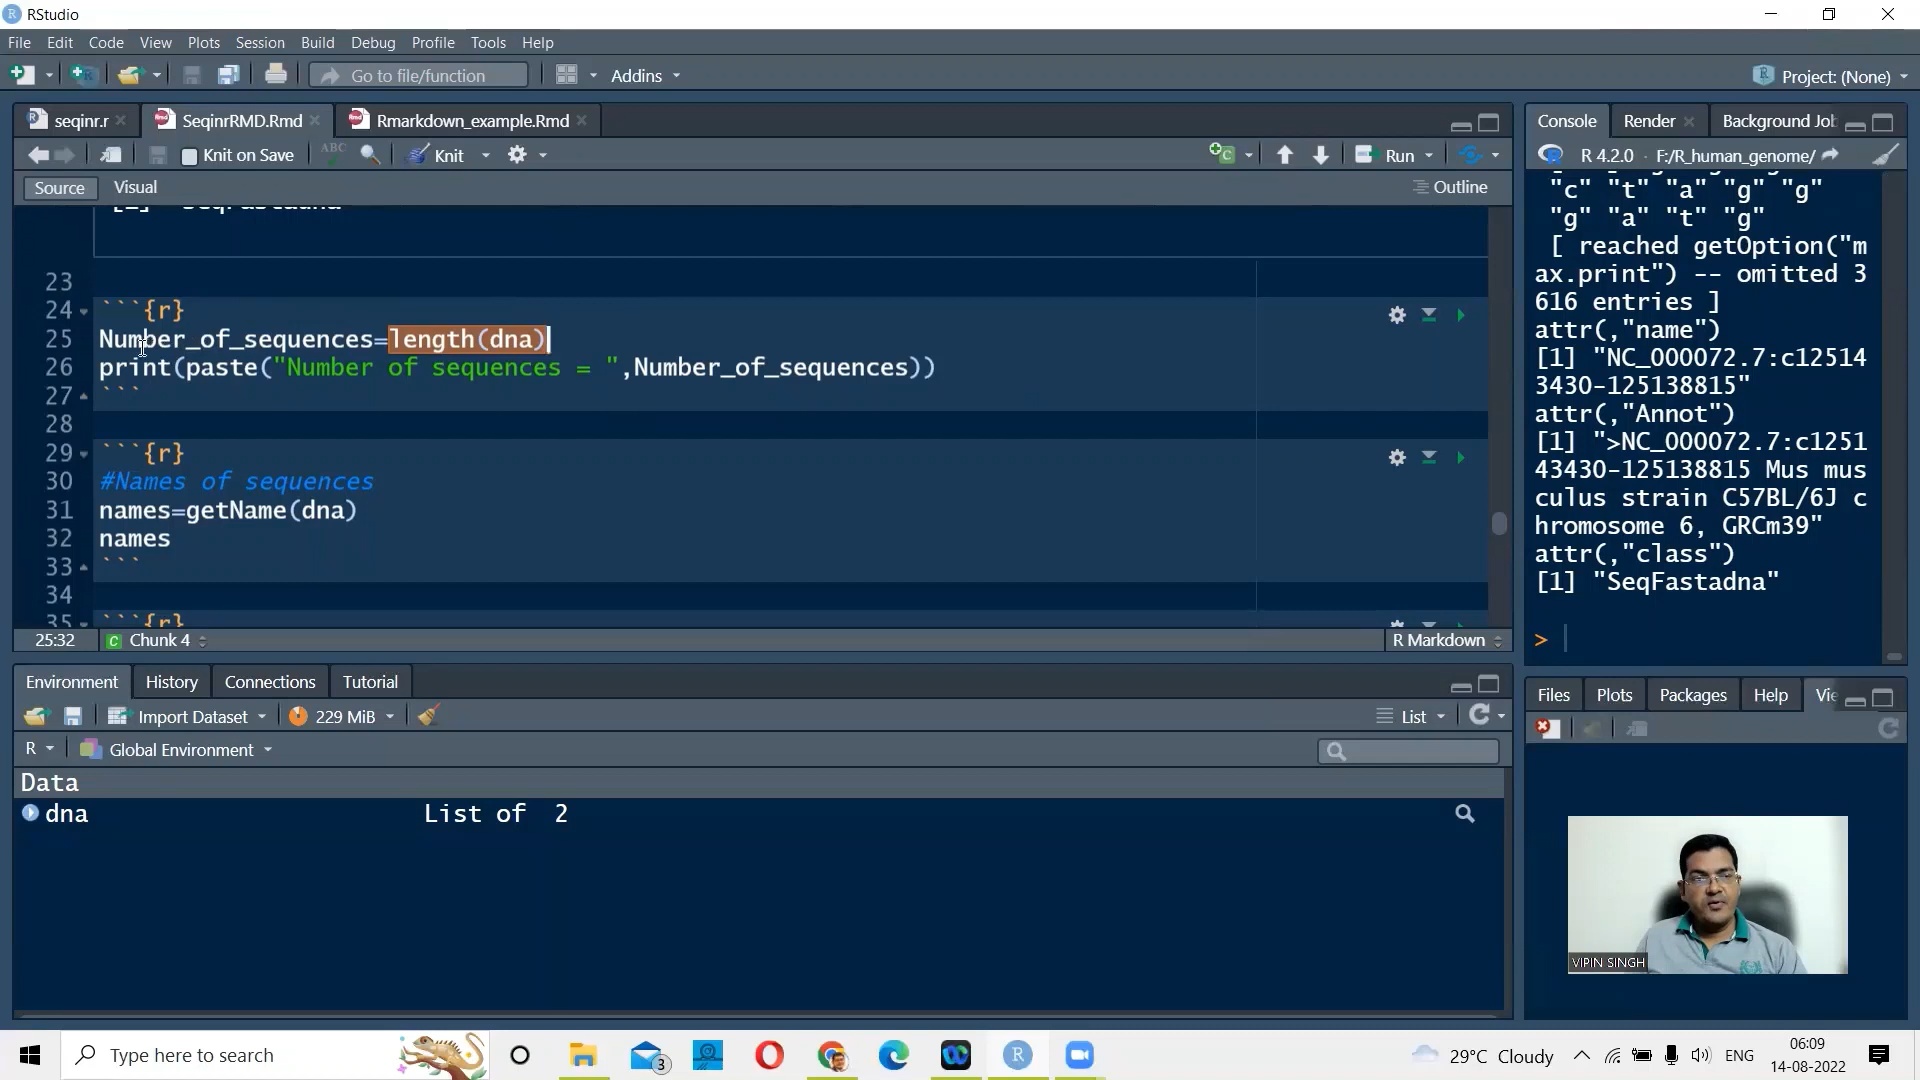 RStudio
File Edit Code View Plots Session Build Debug Profile Tools Help
Go to file/function Addins Project: (None)
seqinr.r SeqinrRMD.Rmd Rmarkdown_example.Rmd
Knit on Save ABC Knit Run
Source Visual Outline
23
24 ```{r}
25 Number_of_sequences=length(dna)
26 print(paste("Number of sequences = ",Number_of_sequences))
27 ```
28
29 ```{r}
30 #Names of sequences
31 names=getName(dna)
32 names
33 ```
34
35 ```{r}
25:32 Chunk 4 R Markdown
Console Render Background Jol
R 4.2.0 · F:/R_human_genome/
"c" "t" "a" "g" "g"
"g" "a" "t" "g"
[ reached getOption("m
ax.print") -- omitted 3
616 entries ]
attr(,"name")
[1] "NC_000072.7:c12514
3430-125138815"
attr(,"Annot")
[1] ">NC_000072.7:c1251
43430-125138815 Mus mus
culus strain C57BL/6J c
hromosome 6, GRCm39"
attr(,"class")
[1] "SeqFastadna"
>
Environment History Connections Tutorial
Import Dataset 229 MiB List
R Global Environment
Data
dna List of 2
Files Plots Packages Help Vie
VIPIN SINGH
Type here to search
3
29°C Cloudy ENG
06:09
14-08-2022